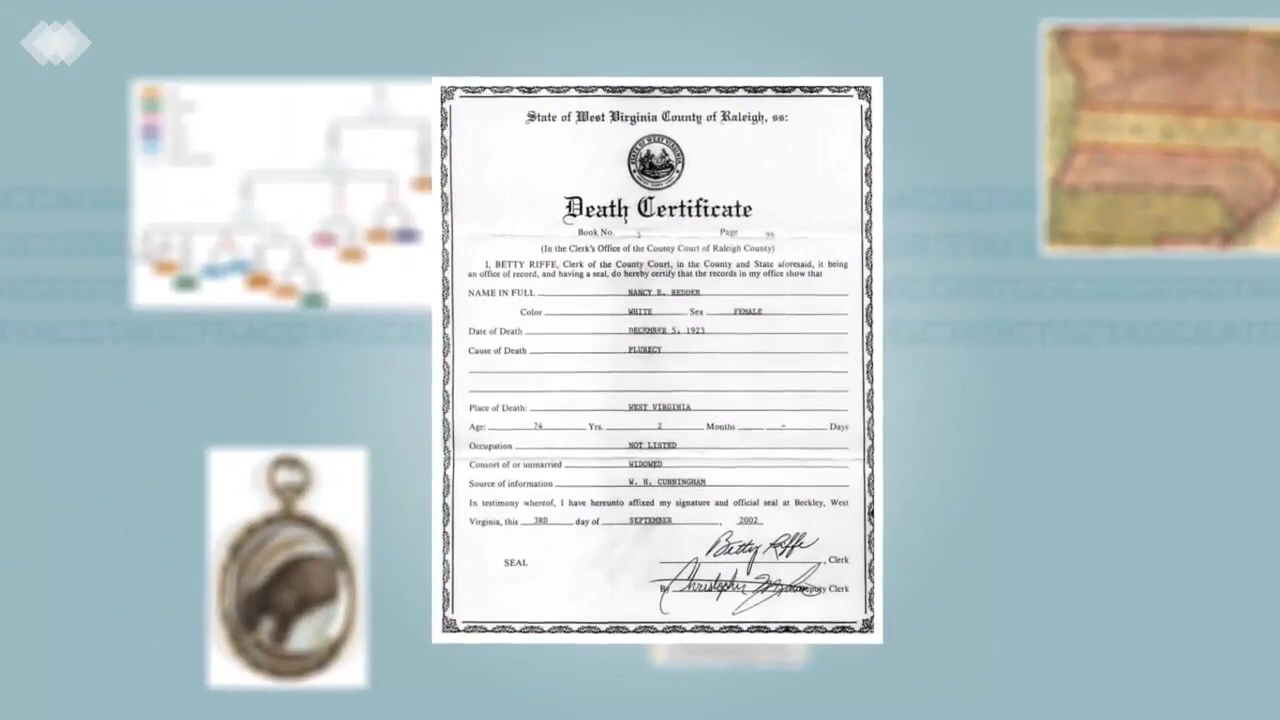 State of West Virginia County of Raleigh, ss:
Death Certificate
Book No. 3 Page 96
(In the Clerk's Office of the County Court of Raleigh County)
I, BETTY RIFFE, Clerk of the County Court, in the County and State aforesaid, it being
an office of record, and having a seal, do hereby certify that the records in my office show that
NAME IN FULL NANCY E. REDDEN
Color WHITE Sex FEMALE
Date of Death DECEMBER 5, 1923
Cause of Death PLURECY
Place of Death: WEST VIRGINIA
Age: 74 Yrs. 2 Months - Days
Occupation NOT LISTED
Consort of or unmarried WIDOWED
Source of information W. H. CUNNINGHAM
In testimony whereof, I have hereunto affixed my signature and official seal at Beckley, West
Virginia, this 3RD day of SEPTEMBER, 2002
Betty Riffe, Clerk
SEAL
By Christopher Deputy Clerk